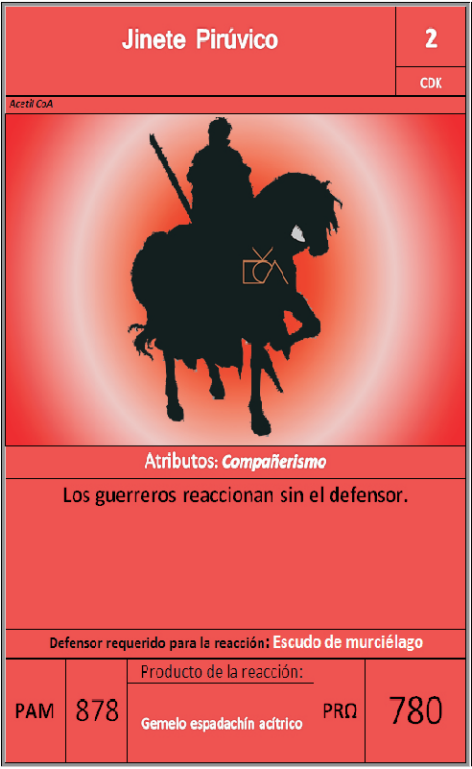 Jinete Pirúvico
2
CDK
Acetil CoA
Atributos: Compañerismo
Los guerreros reaccionan sin el defensor.
Defensor requerido para la reacción: Escudo de murciélago
PAM
878
Producto de la reacción:
Gemelo espadachín acítrico
PRΩ
780